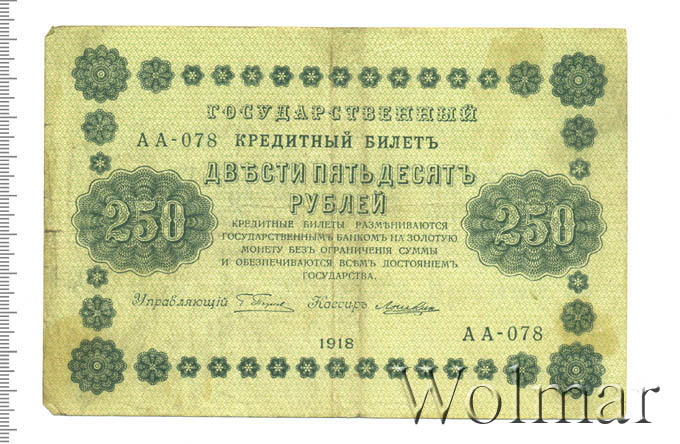 ГОСУДАРСТВЕННЫЙ
АА-078 КРЕДИТНЫЙ БИЛЕТЪ
ДВѢСТИ ПЯТЬДЕСЯТЪ
РУБЛЕЙ
250
250
КРЕДИТНЫЕ БИЛЕТЫ РАЗМѢНИВАЮТСЯ
ГОСУДАРСТВЕННЫМЪ БАНКОМЪ НА ЗОЛОТУЮ
МОНЕТУ БЕЗЪ ОГРАНИЧЕНІЯ СУММЫ
И ОБЕЗПЕЧИВАЮТСЯ ВСѢМЪ ДОСТОЯНІЕМЪ
ГОСУДАРСТВА.
Управляющій Кассиръ
1918
АА-078
Wolmar